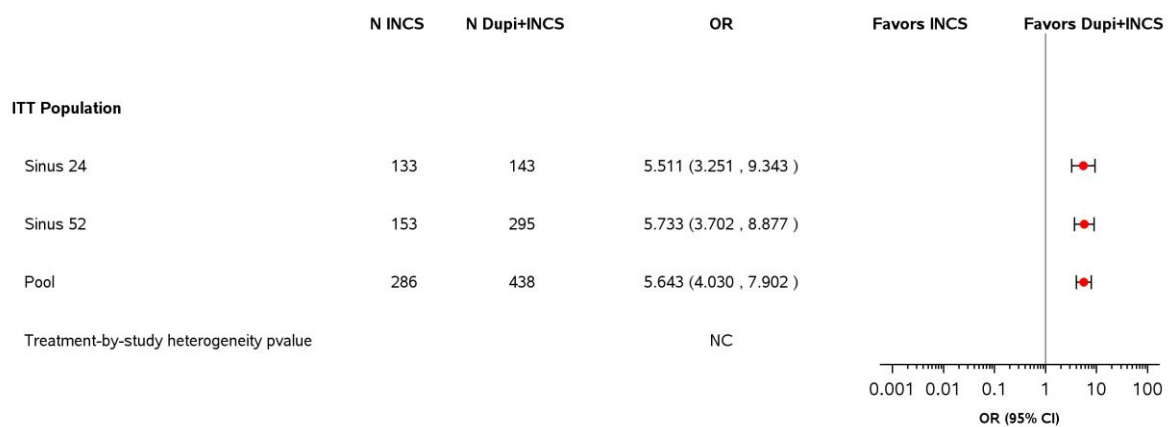 N INCS N Dupi+INCS OR Favors INCS Favors Dupi+INCS
ITT Population
Sinus 24 133 143 5.511 (3.251 , 9.343 )
Sinus 52 153 295 5.733 (3.702 , 8.877 )
Pool 286 438 5.643 (4.030 , 7.902 )
Treatment-by-study heterogeneity pvalue NC
0.001 0.01 0.1 1 10 100
OR (95% CI)